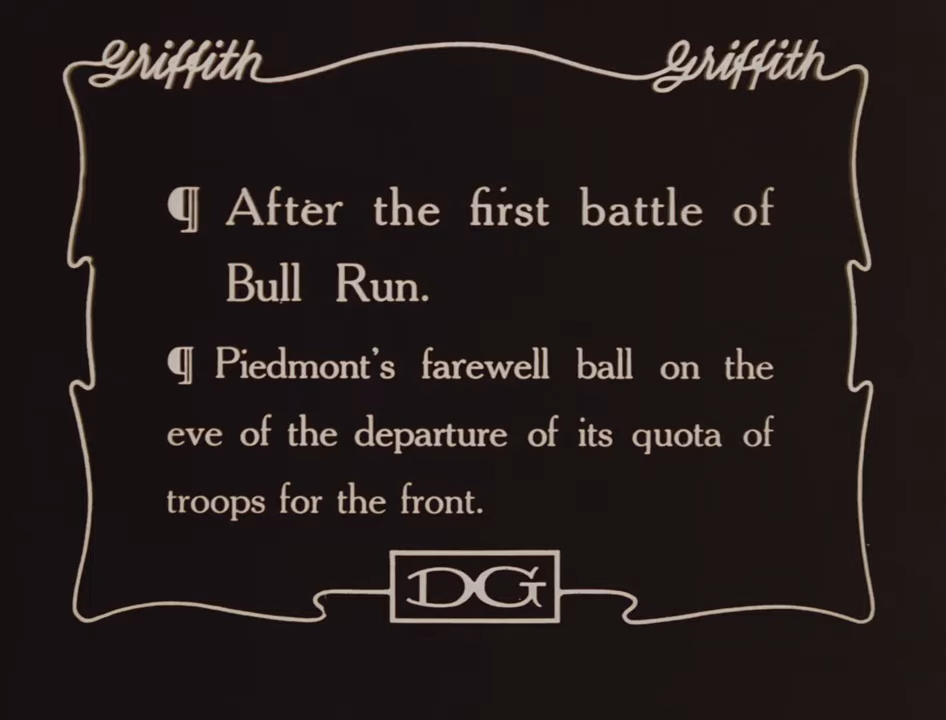 Griffith Griffith
¶ After the first battle of
Bull Run.
¶ Piedmont's farewell ball on the
eve of the departure of its quota of
troops for the front.
DG